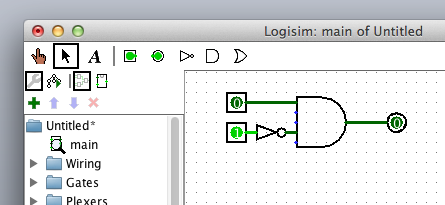 Logisim: main of Untitled
A
Untitled*
main
Wiring
Gates
Plexers
0
1
0